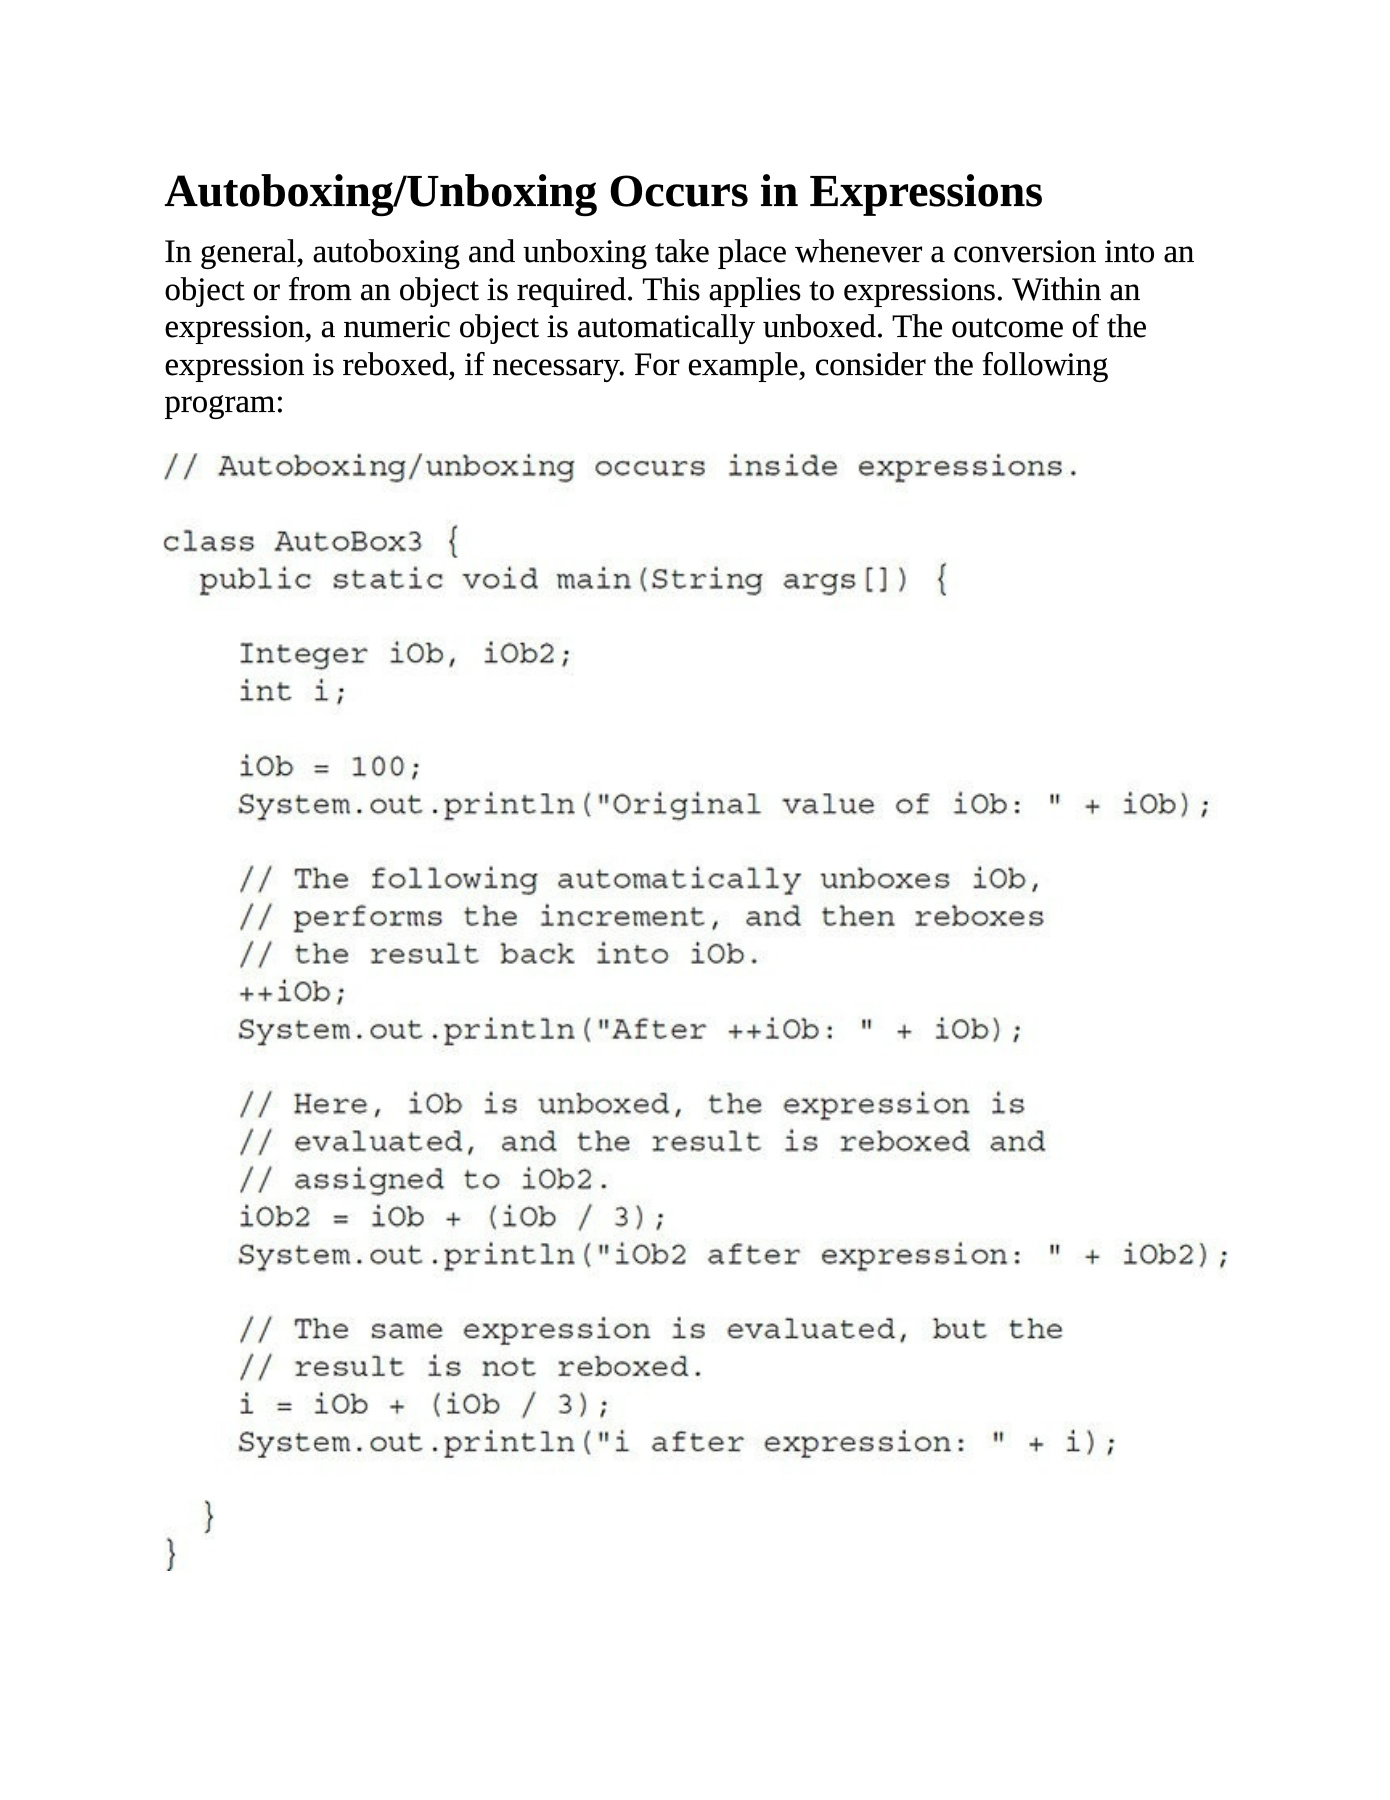 Autoboxing/Unboxing Occurs in Expressions
In general, autoboxing and unboxing take place whenever a conversion into an
object or from an object is required. This applies to expressions. Within an
expression, a numeric object is automatically unboxed. The outcome of the
expression is reboxed, if necessary. For example, consider the following
program:
// Autoboxing/unboxing occurs inside expressions.
class AutoBox3 {
  public static void main(String args[]) {
    Integer iOb, iOb2;
    int i;
    iOb = 100;
    System.out.println("Original value of iOb: " + iOb);
    // The following automatically unboxes iOb,
    // performs the increment, and then reboxes
    // the result back into iOb.
    ++iOb;
    System.out.println("After ++iOb: " + iOb);
    // Here, iOb is unboxed, the expression is
    // evaluated, and the result is reboxed and
    // assigned to iOb2.
    iOb2 = iOb + (iOb / 3);
    System.out.println("iOb2 after expression: " + iOb2);
    // The same expression is evaluated, but the
    // result is not reboxed.
    i = iOb + (iOb / 3);
    System.out.println("i after expression: " + i);
  }
}